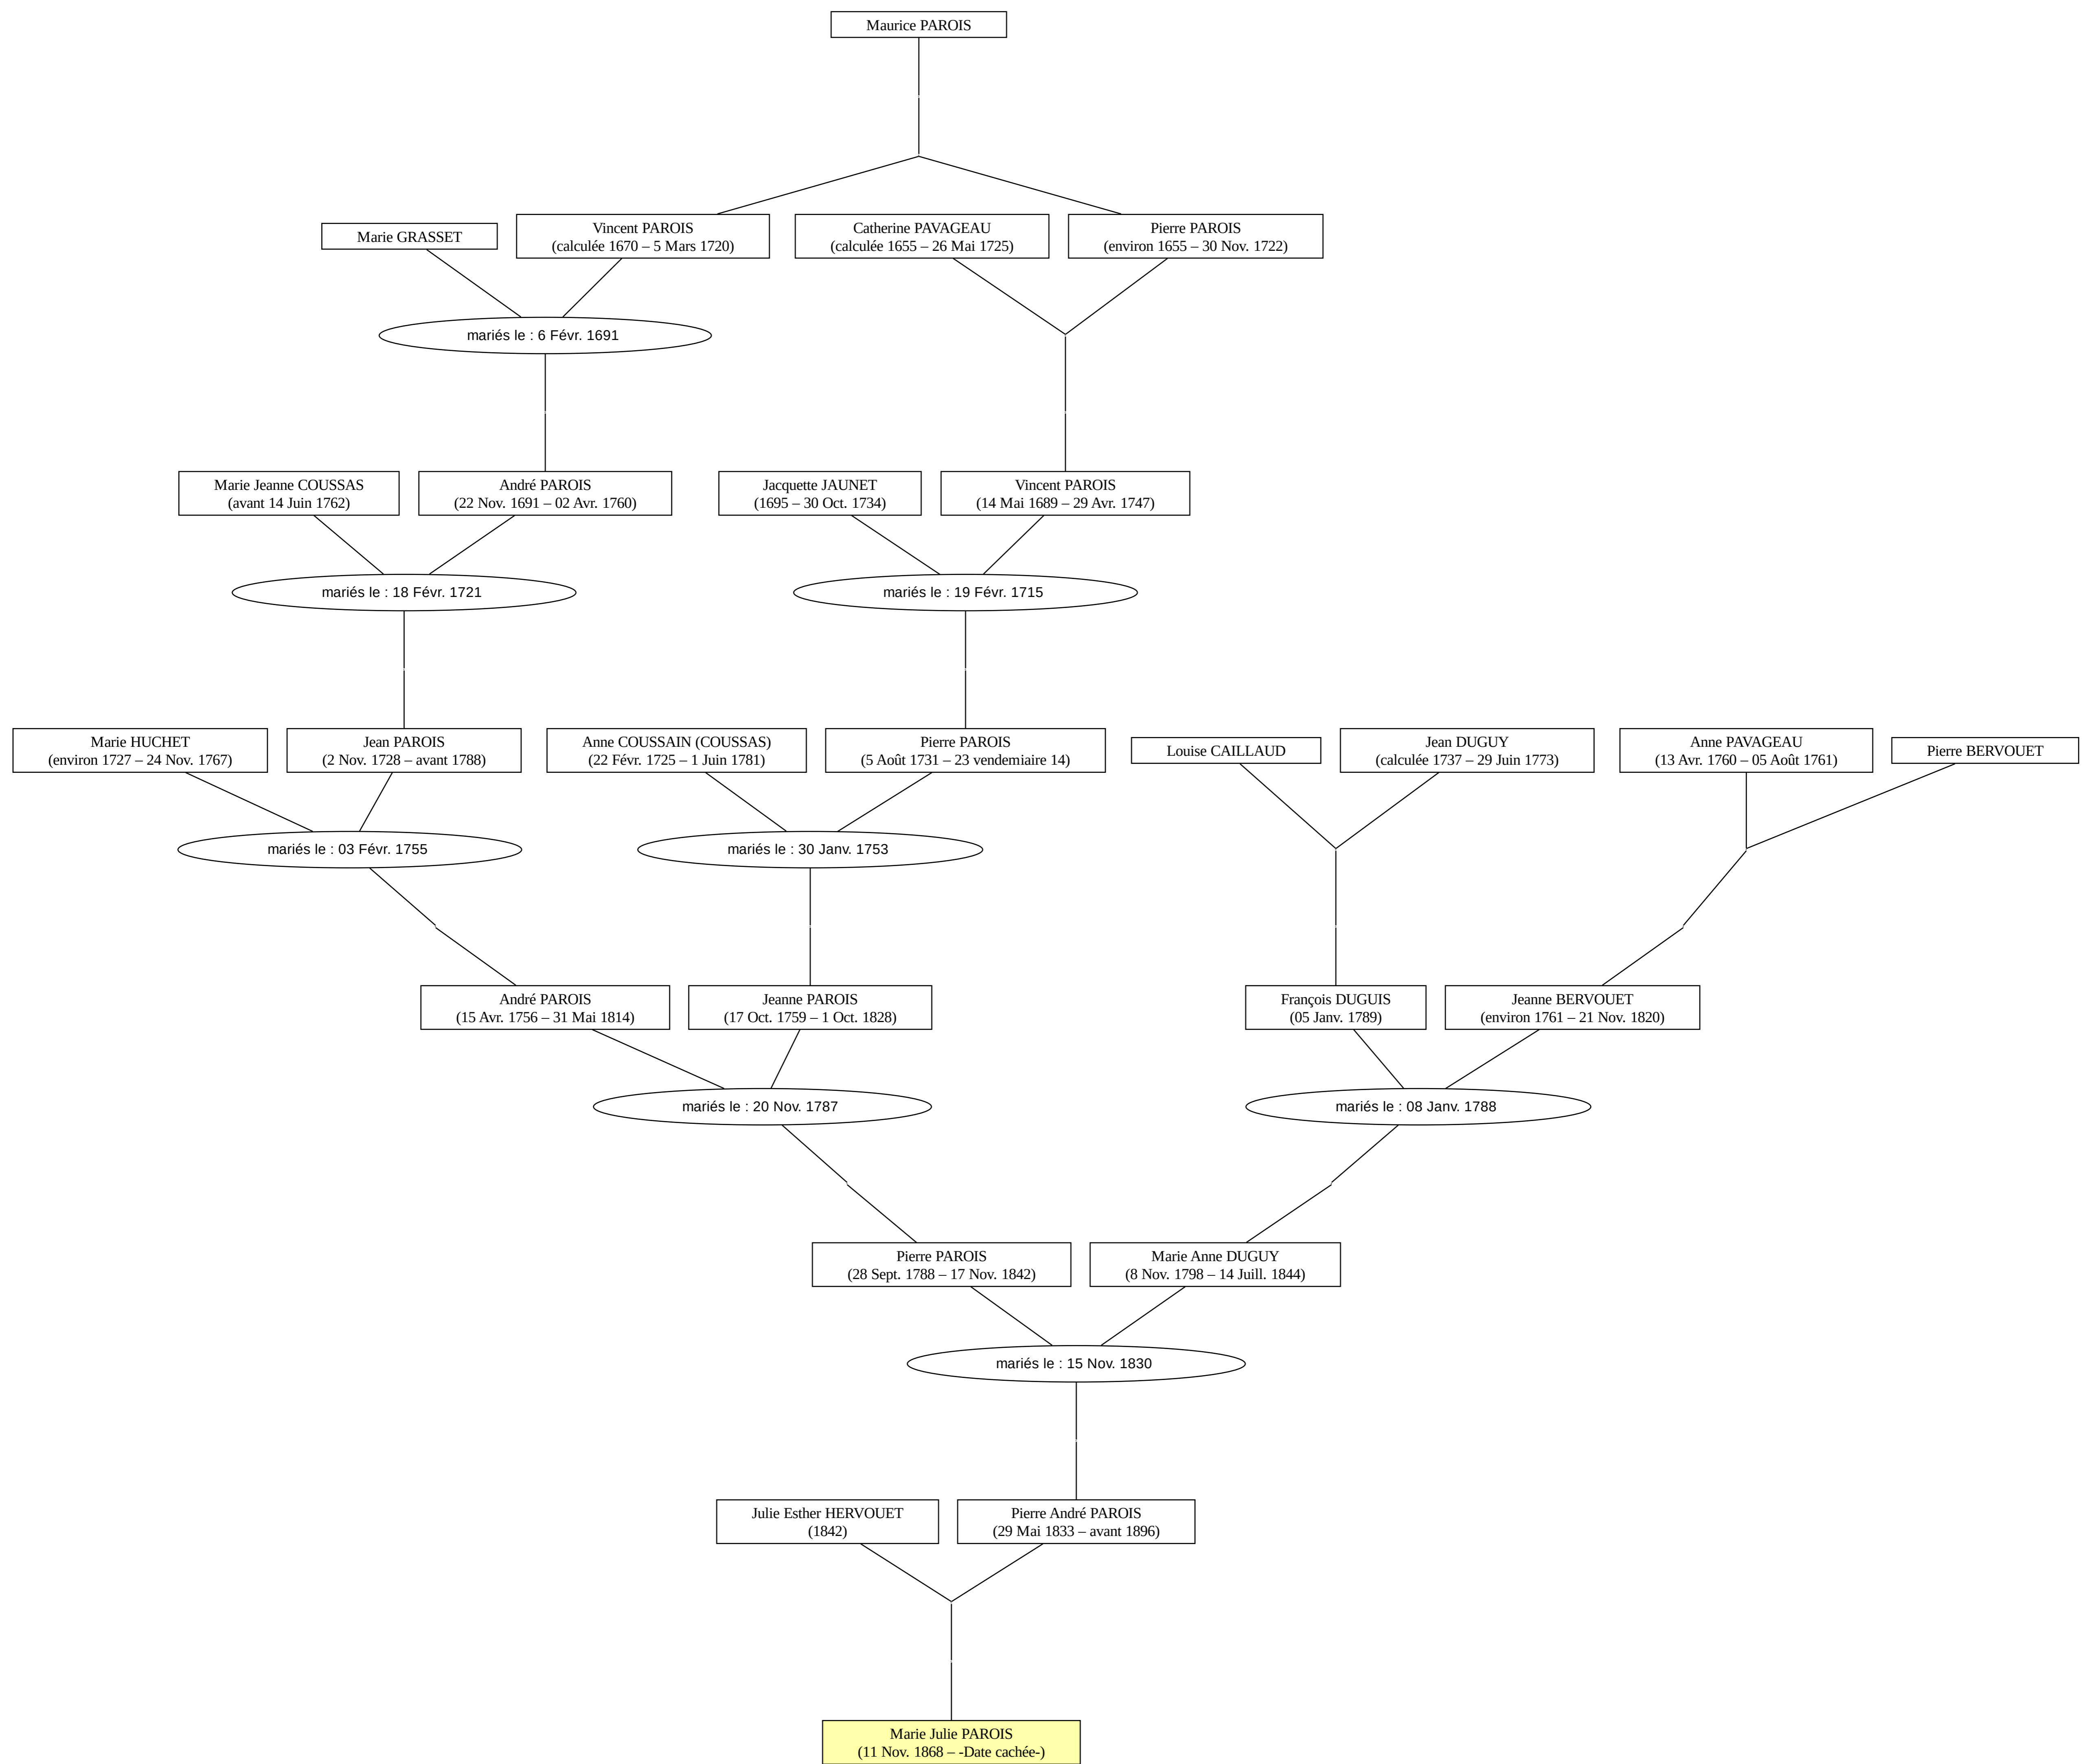 Maurice PAROIS
Marie GRASSET
Vincent PAROIS
(calculée 1670 – 5 Mars 1720)
Catherine PAVAGEAU
(calculée 1655 – 26 Mai 1725)
Pierre PAROIS
(environ 1655 – 30 Nov. 1722)
mariés le : 6 Févr. 1691
Marie Jeanne COUSSAS
(avant 14 Juin 1762)
André PAROIS
(22 Nov. 1691 – 02 Avr. 1760)
Jacquette JAUNET
(1695 – 30 Oct. 1734)
Vincent PAROIS
(14 Mai 1689 – 29 Avr. 1747)
mariés le : 18 Févr. 1721
mariés le : 19 Févr. 1715
Marie HUCHET
(environ 1727 – 24 Nov. 1767)
Jean PAROIS
(2 Nov. 1728 – avant 1788)
Anne COUSSAIN (COUSSAS)
(22 Févr. 1725 – 1 Juin 1781)
Pierre PAROIS
(5 Août 1731 – 23 vendemiaire 14)
Louise CAILLAUD
Jean DUGUY
(calculée 1737 – 29 Juin 1773)
Anne PAVAGEAU
(13 Avr. 1760 – 05 Août 1761)
Pierre BERVOUET
mariés le : 03 Févr. 1755
mariés le : 30 Janv. 1753
André PAROIS
(15 Avr. 1756 – 31 Mai 1814)
Jeanne PAROIS
(17 Oct. 1759 – 1 Oct. 1828)
François DUGUIS
(05 Janv. 1789)
Jeanne BERVOUET
(environ 1761 – 21 Nov. 1820)
mariés le : 20 Nov. 1787
mariés le : 08 Janv. 1788
Pierre PAROIS
(28 Sept. 1788 – 17 Nov. 1842)
Marie Anne DUGUY
(8 Nov. 1798 – 14 Juill. 1844)
mariés le : 15 Nov. 1830
Julie Esther HERVOUET
(1842)
Pierre André PAROIS
(29 Mai 1833 – avant 1896)
Marie Julie PAROIS
(11 Nov. 1868 – -Date cachée-)